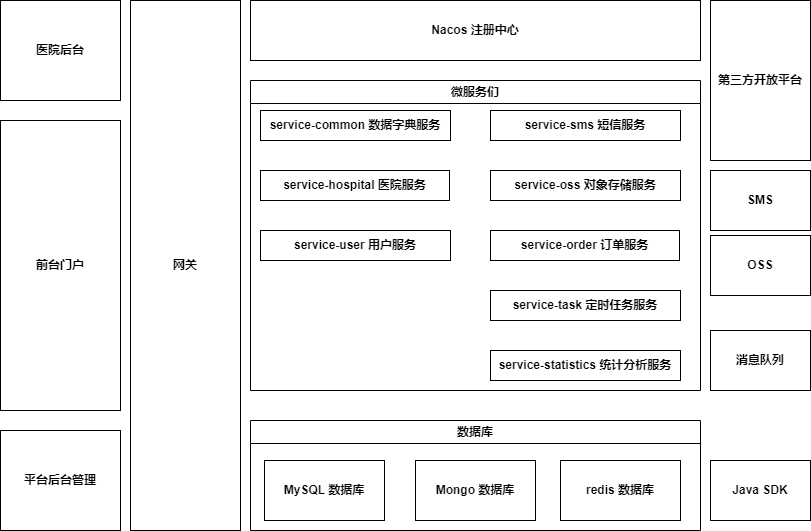 医院后台
前台门户
平台后台管理
网关
Nacos 注册中心
微服务们
service-common 数据字典服务
service-sms 短信服务
service-hospital 医院服务
service-oss 对象存储服务
service-user 用户服务
service-order 订单服务
service-task 定时任务服务
service-statistics 统计分析服务
数据库
MySQL 数据库
Mongo 数据库
redis 数据库
第三方开放平台
SMS
OSS
消息队列
Java SDK